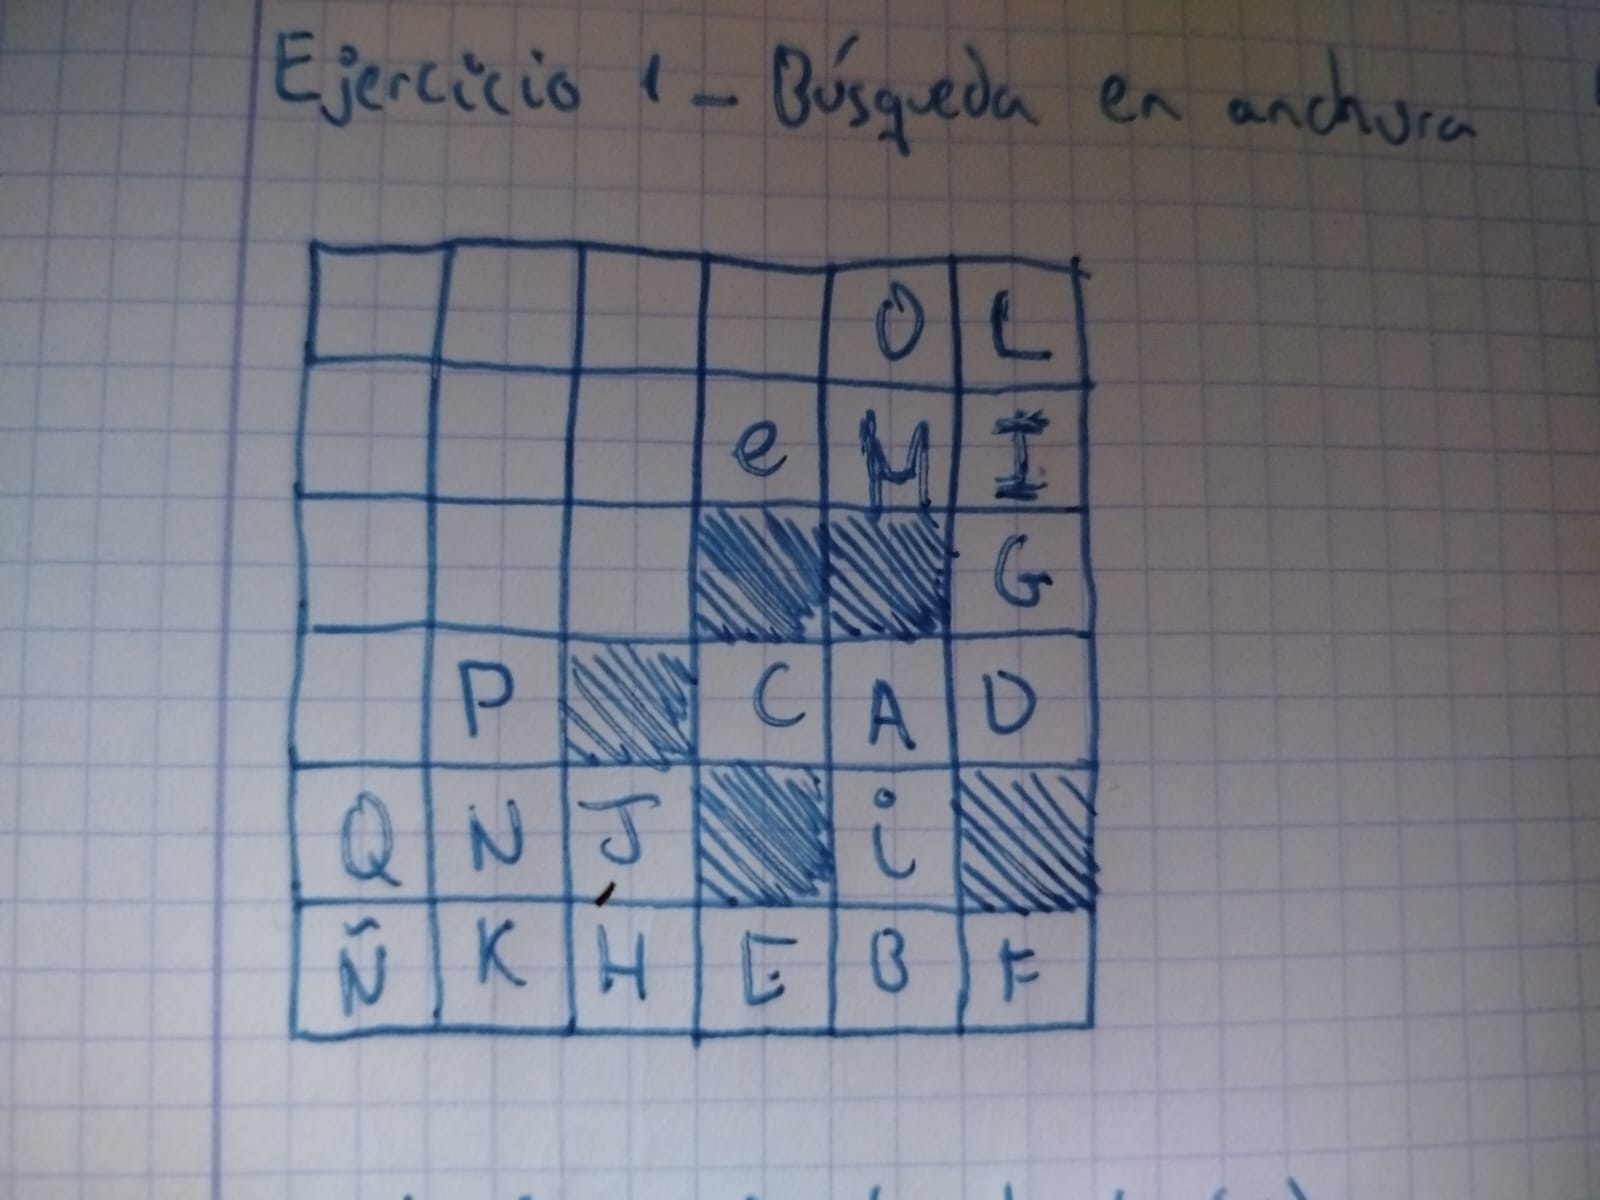 Ejercicio 1 - Búsqueda en anchura
O L
e M I
G
P C A D
Q N J i
Ñ K H E B F